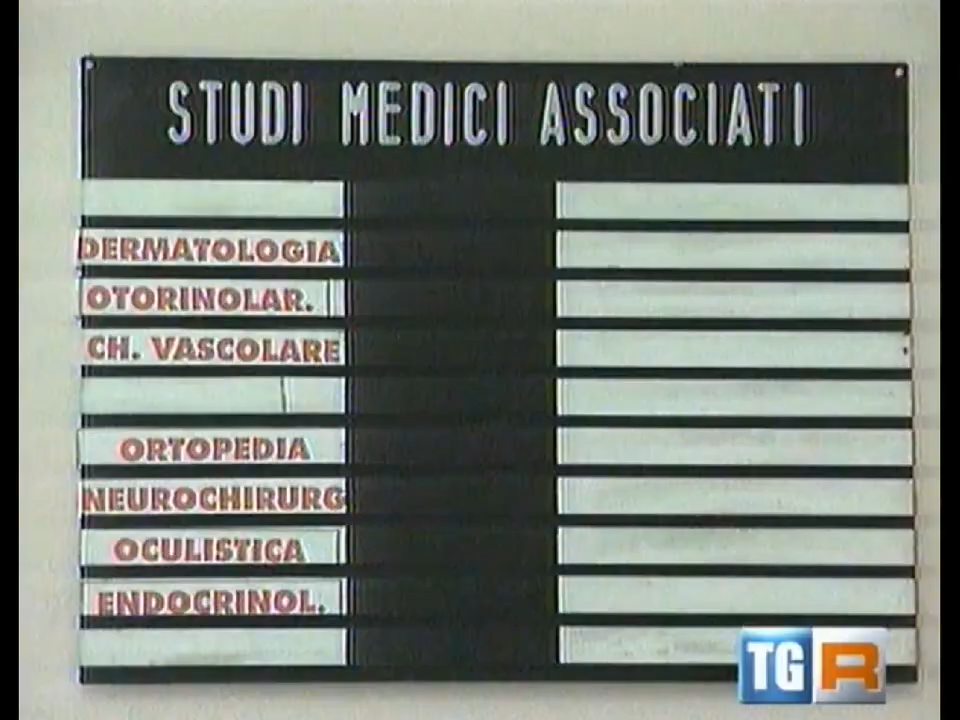 STUDI MEDICI ASSOCIATI
DERMATOLOGIA
OTORINOLAR.
CH. VASCOLARE
ORTOPEDIA
NEUROCHIRURG
OCULISTICA
ENDOCRINOL.
TGR